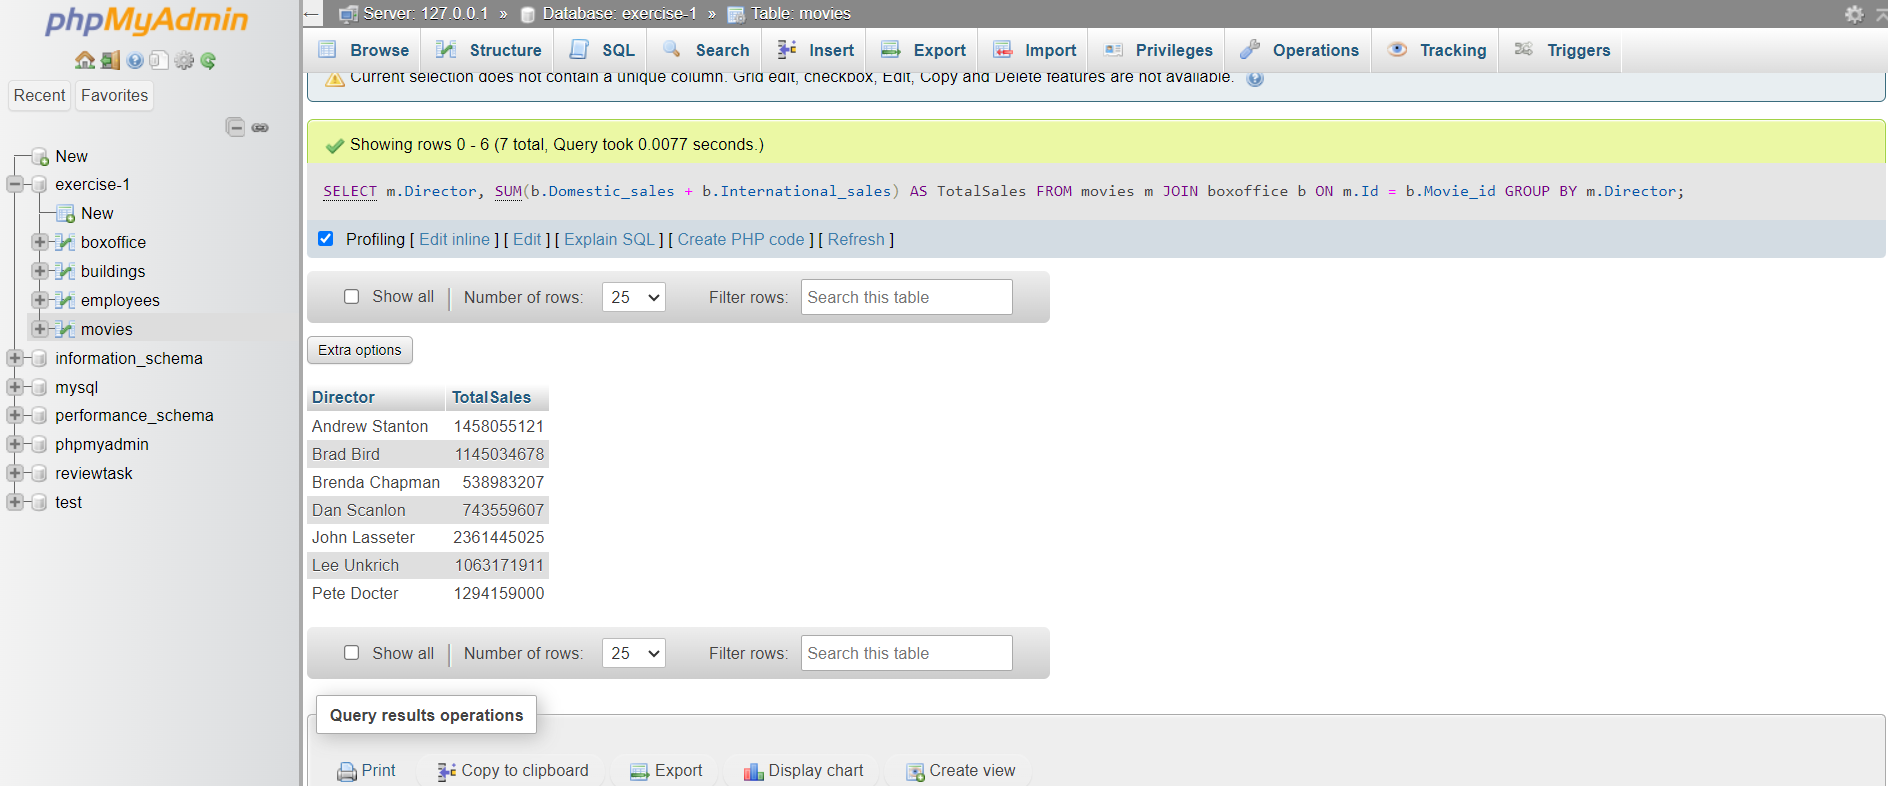 phpMyAdmin
Recent Favorites
New
exercise-1
New
boxoffice
buildings
employees
movies
information_schema
mysql
performance_schema
phpmyadmin
reviewtask
test
Server: 127.0.0.1 » Database: exercise-1 » Table: movies
Browse Structure SQL Search Insert Export Import Privileges Operations Tracking Triggers
Current selection does not contain a unique column. Grid edit, checkbox, Edit, Copy and Delete features are not available.
Showing rows 0 - 6 (7 total, Query took 0.0077 seconds.)
SELECT m.Director, SUM(b.Domestic_sales + b.International_sales) AS TotalSales FROM movies m JOIN boxoffice b ON m.Id = b.Movie_id GROUP BY m.Director;
Profiling [ Edit inline ] [ Edit ] [ Explain SQL ] [ Create PHP code ] [ Refresh ]
Show all Number of rows: 25 Filter rows: Search this table
Extra options
Director TotalSales
Andrew Stanton 1458055121
Brad Bird 1145034678
Brenda Chapman 538983207
Dan Scanlon 743559607
John Lasseter 2361445025
Lee Unkrich 1063171911
Pete Docter 1294159000
Show all Number of rows: 25 Filter rows: Search this table
Query results operations
Print Copy to clipboard Export Display chart Create view